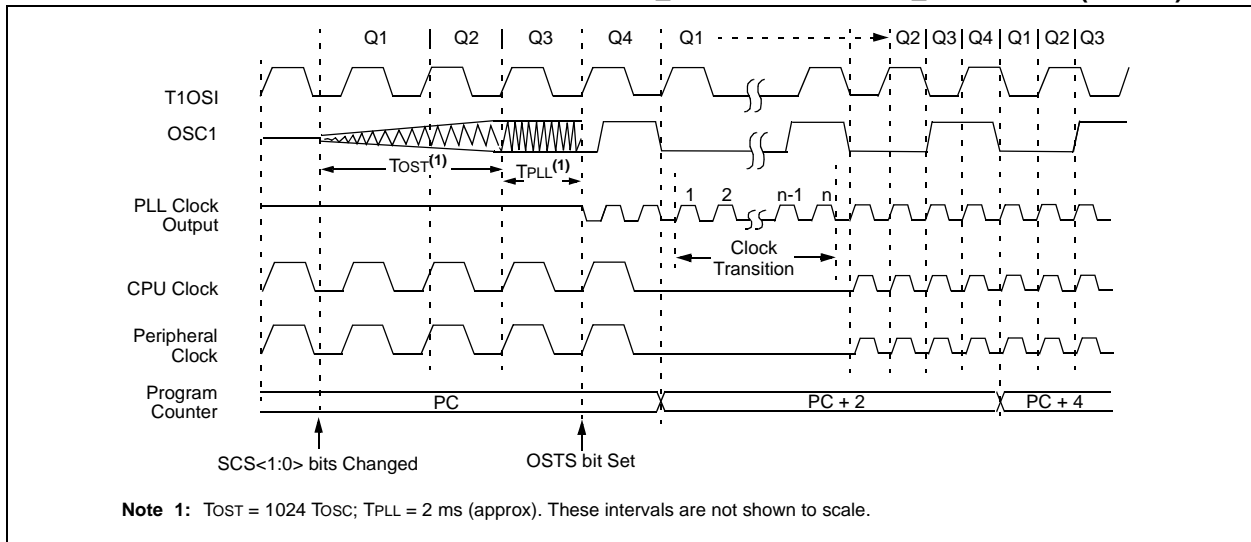 Q1 Q2 Q3 Q4 Q1 Q2 Q3 Q4 Q1 Q2 Q3
T1OSI
OSC1
TOST(1)
TPLL(1)
1 2 n-1 n
PLL Clock
Output
Clock
Transition
CPU Clock
Peripheral
Clock
Program
Counter
PC PC + 2 PC + 4
SCS<1:0> bits Changed
OSTS bit Set
Note 1: TOST = 1024 TOSC; TPLL = 2 ms (approx). These intervals are not shown to scale.